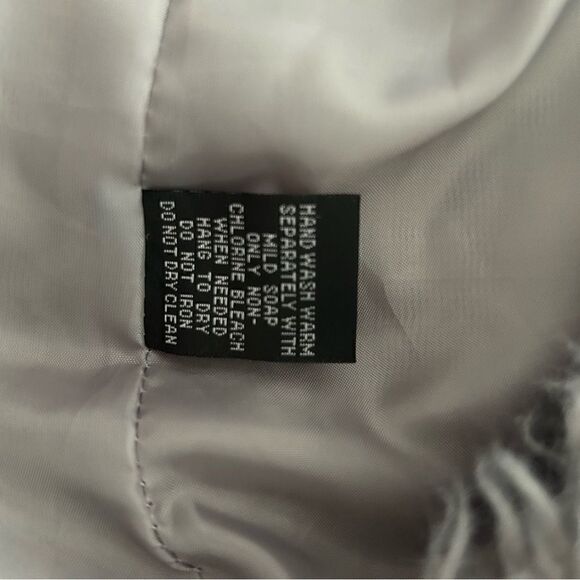 HAND WASH WARM
SEPARATELY WITH
MILD SOAP
ONLY NON-
CHLORINE BLEACH
WHEN NEEDED
HANG TO DRY
DO NOT IRON
DO NOT DRY CLEAN